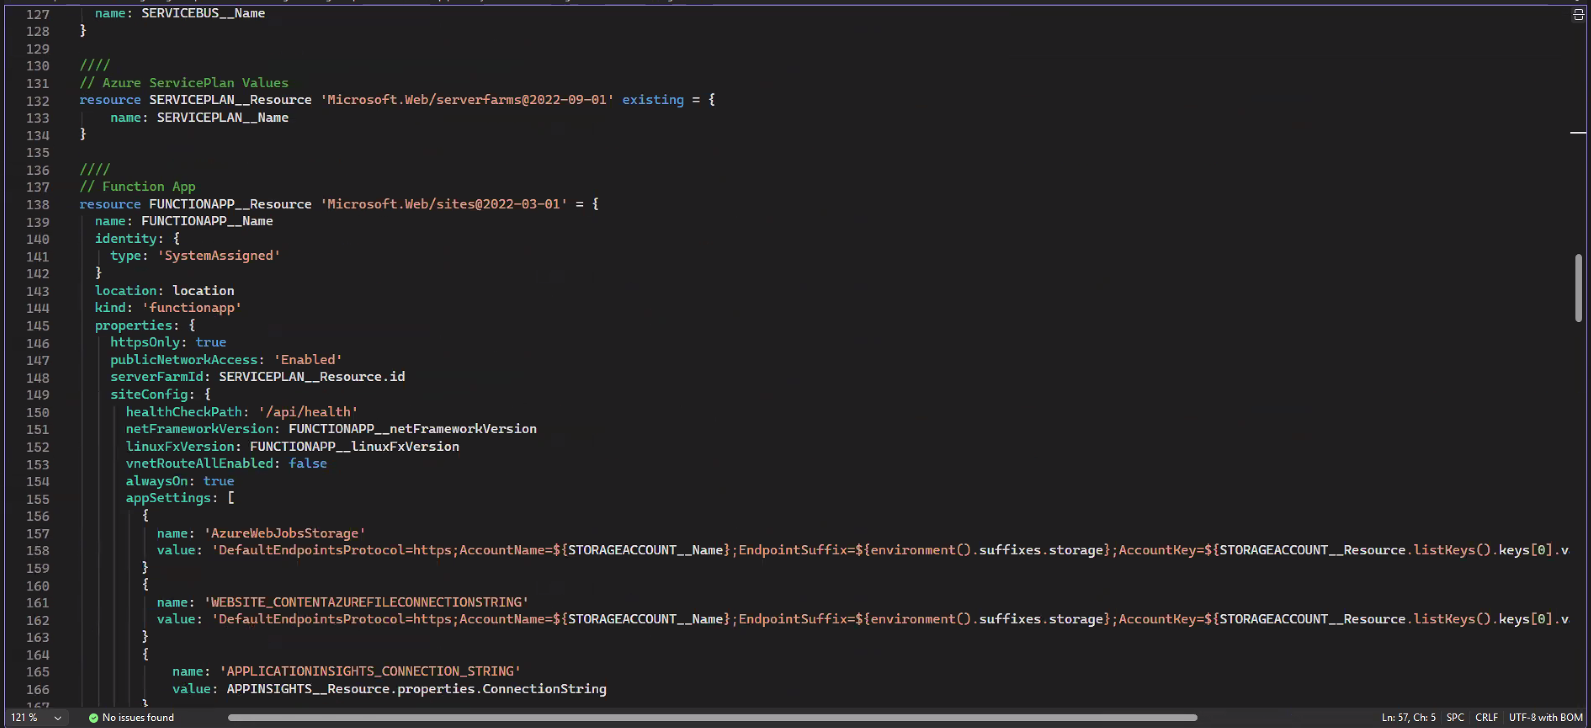 127 name: SERVICEBUS__Name
128 }
129
130 ////
131 // Azure ServicePlan Values
132 resource SERVICEPLAN__Resource 'Microsoft.Web/serverfarms@2022-09-01' existing = {
133 name: SERVICEPLAN__Name
134 }
135
136 ////
137 // Function App
138 resource FUNCTIONAPP__Resource 'Microsoft.Web/sites@2022-03-01' = {
139 name: FUNCTIONAPP__Name
140 identity: {
141 type: 'SystemAssigned'
142 }
143 location: location
144 kind: 'functionapp'
145 properties: {
146 httpsOnly: true
147 publicNetworkAccess: 'Enabled'
148 serverFarmId: SERVICEPLAN__Resource.id
149 siteConfig: {
150 healthCheckPath: '/api/health'
151 netFrameworkVersion: FUNCTIONAPP__netFrameworkVersion
152 linuxFxVersion: FUNCTIONAPP__linuxFxVersion
153 vnetRouteAllEnabled: false
154 alwaysOn: true
155 appSettings: [
156 {
157 name: 'AzureWebJobsStorage'
158 value: 'DefaultEndpointsProtocol=https;AccountName=${STORAGEACCOUNT__Name};EndpointSuffix=${environment().suffixes.storage};AccountKey=${STORAGEACCOUNT__Resource.listKeys().keys[0].v
159 }
160 {
161 name: 'WEBSITE_CONTENTAZUREFILECONNECTIONSTRING'
162 value: 'DefaultEndpointsProtocol=https;AccountName=${STORAGEACCOUNT__Name};EndpointSuffix=${environment().suffixes.storage};AccountKey=${STORAGEACCOUNT__Resource.listKeys().keys[0].v
163 }
164 {
165 name: 'APPLICATIONINSIGHTS_CONNECTION_STRING'
166 value: APPINSIGHTS__Resource.properties.ConnectionString
167 }
121 % No issues found Ln: 57, Ch: 5 SPC CRLF UTF-8 with BOM